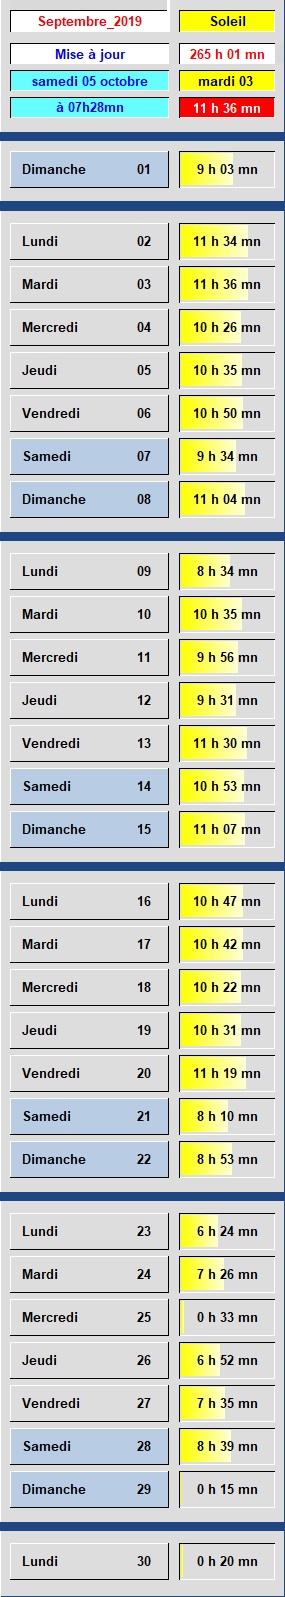 Septembre_2019 Soleil
Mise à jour 265 h 01 mn
samedi 05 octobre mardi 03
à 07h28mn 11 h 36 mn
Dimanche 01 9 h 03 mn
Lundi 02 11 h 34 mn
Mardi 03 11 h 36 mn
Mercredi 04 10 h 26 mn
Jeudi 05 10 h 35 mn
Vendredi 06 10 h 50 mn
Samedi 07 9 h 34 mn
Dimanche 08 11 h 04 mn
Lundi 09 8 h 34 mn
Mardi 10 10 h 35 mn
Mercredi 11 9 h 56 mn
Jeudi 12 9 h 31 mn
Vendredi 13 11 h 30 mn
Samedi 14 10 h 53 mn
Dimanche 15 11 h 07 mn
Lundi 16 10 h 47 mn
Mardi 17 10 h 42 mn
Mercredi 18 10 h 22 mn
Jeudi 19 10 h 31 mn
Vendredi 20 11 h 19 mn
Samedi 21 8 h 10 mn
Dimanche 22 8 h 53 mn
Lundi 23 6 h 24 mn
Mardi 24 7 h 26 mn
Mercredi 25 0 h 33 mn
Jeudi 26 6 h 52 mn
Vendredi 27 7 h 35 mn
Samedi 28 8 h 39 mn
Dimanche 29 0 h 15 mn
Lundi 30 0 h 20 mn